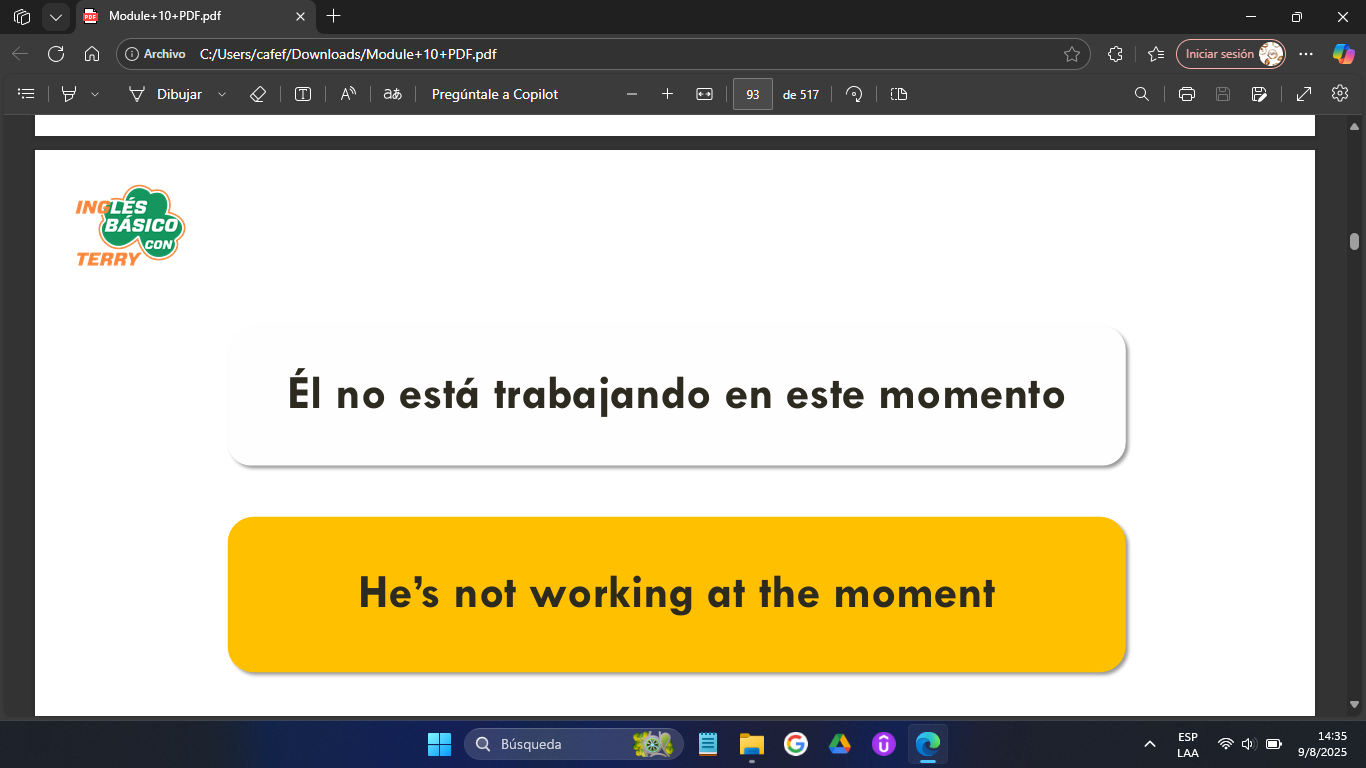 Module+10+PDF.pdf
Archivo C:/Users/cafef/Downloads/Module+10+PDF.pdf Iniciar sesión
Dibujar aあ Pregúntale a Copilot 93 de 517
INGLÉS
BÁSICO
CON
TERRY
Él no está trabajando en este momento
He's not working at the moment
Búsqueda
ESP
LAA
14:35
9/8/2025